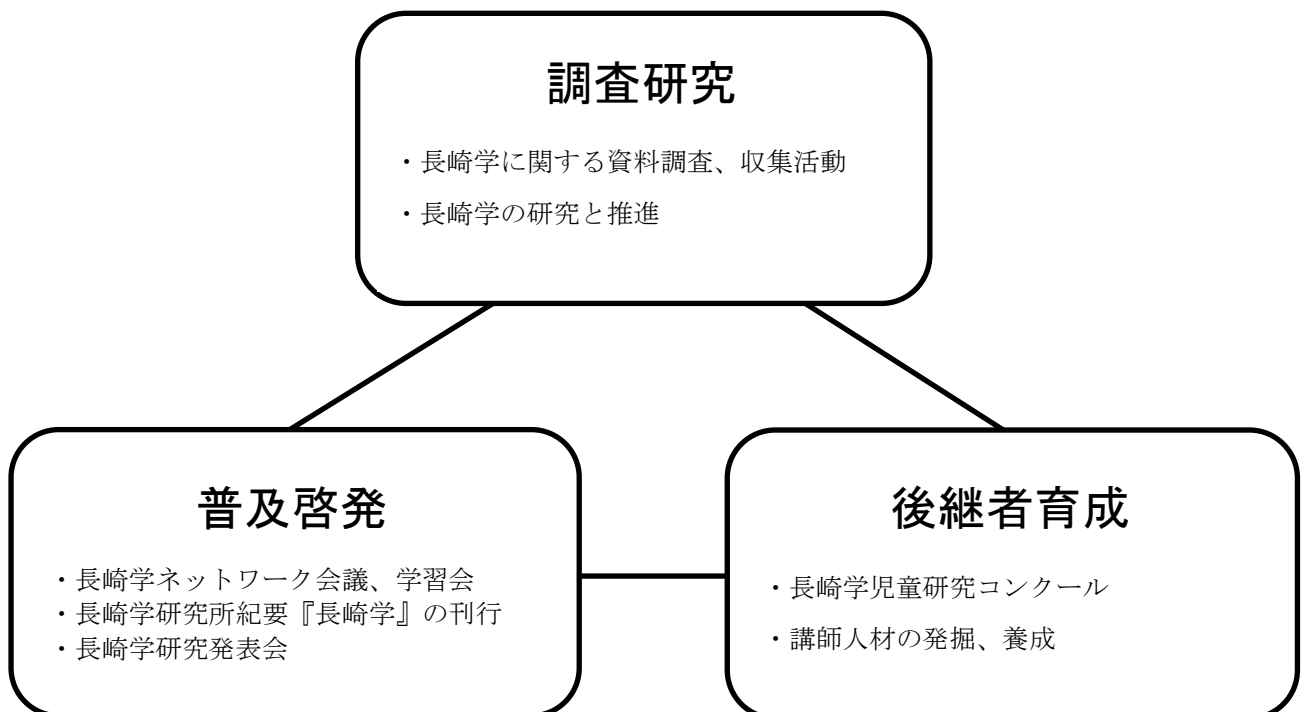 調査研究
・長崎学に関する資料調査、収集活動
・長崎学の研究と推進
普及啓発
・長崎学ネットワーク会議、学習会
・長崎学研究所紀要『長崎学』の刊行
・長崎学研究発表会
後継者育成
・長崎学児童研究コンクール
・講師人材の発掘、養成